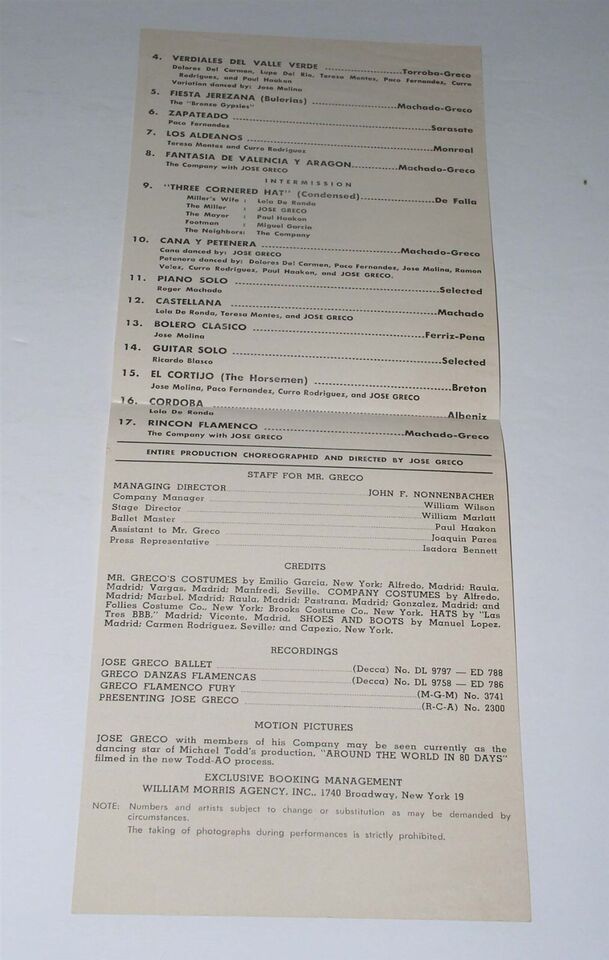 4. VERDIALES DEL VALLE VERDE ........ Torroba-Greco
Dolores Del Carmen, Lupe Del Rio, Teresa Montes, Paco Fernandez, Curro
Rodriguez, and Paul Haakon
Variation danced by: Jose Molina
5. FIESTA JEREZANA (Bulerias) ........ Machado-Greco
The "Bronze Gypsies"
6. ZAPATEADO ........ Sarasate
Paco Fernandez
7. LOS ALDEANOS ........ Monreal
Teresa Montes and Curro Rodriguez
8. FANTASIA DE VALENCIA Y ARAGON ........ Machado-Greco
The Company with JOSE GRECO
INTERMISSION
9. "THREE CORNERED HAT" (Condensed) ........ De Falla
Miller's Wife : Lola De Ronda
The Miller : JOSE GRECO
The Mayor : Paul Haakon
Footman : Miguel Garcia
The Neighbors: The Company
10. CANA Y PETENERA ........ Machado-Greco
Cana danced by: JOSE GRECO
Petenera danced by: Dolores Del Carmen, Paco Fernandez, Jose Molina, Ramon
Velez, Curro Rodriguez, Paul Haakon, and JOSE GRECO.
11. PIANO SOLO ........ Selected
Roger Machado
12. CASTELLANA ........ Machado
Lola De Ronda, Teresa Montes, and JOSE GRECO
13. BOLERO CLASICO ........ Ferriz-Pena
Jose Molina
14. GUITAR SOLO ........ Selected
Ricardo Blasco
15. EL CORTIJO (The Horsemen) ........ Breton
Jose Molina, Paco Fernandez, Curro Rodriguez, and JOSE GRECO
16. CORDOBA ........ Albeniz
Lola De Ronda
17. RINCON FLAMENCO ........ Machado-Greco
The Company with JOSE GRECO
ENTIRE PRODUCTION CHOREOGRAPHED AND DIRECTED BY JOSE GRECO
STAFF FOR MR. GRECO
MANAGING DIRECTOR ........ JOHN F. NONNENBACHER
Company Manager ........ William Wilson
Stage Director ........ William Marlatt
Ballet Master ........ Paul Haakon
Assistant to Mr. Greco ........ Joaquin Pares
Press Representative ........ Isadora Bennett
CREDITS
MR. GRECO'S COSTUMES by Emilio Garcia, New York; Alfredo, Madrid; Raula,
Madrid; Vargas, Madrid; Manfredi, Seville. COMPANY COSTUMES by Alfredo,
Madrid; Marbel, Madrid; Raula, Madrid; Pastrana, Madrid; Gonzalez, Madrid; and
Follies Costume Co., New York; Brooks Costume Co., New York. HATS by "Las
Tres BBB," Madrid; Vicente, Madrid. SHOES AND BOOTS by Manuel Lopez,
Madrid; Carmen Rodriguez, Seville; and Capezio, New York.
RECORDINGS
JOSE GRECO BALLET ........ (Decca) No. DL 9797 — ED 788
GRECO DANZAS FLAMENCAS ........ (Decca) No. DL 9758 — ED 786
GRECO FLAMENCO FURY ........ (M-G-M) No. 3741
PRESENTING JOSE GRECO ........ (R-C-A) No. 2300
MOTION PICTURES
JOSE GRECO with members of his Company may be seen currently as the
dancing star of Michael Todd's production, "AROUND THE WORLD IN 80 DAYS"
filmed in the new Todd-AO process.
EXCLUSIVE BOOKING MANAGEMENT
WILLIAM MORRIS AGENCY, INC., 1740 Broadway, New York 19
NOTE: Numbers and artists subject to change or substitution as may be demanded by
circumstances.
The taking of photographs during performances is strictly prohibited.